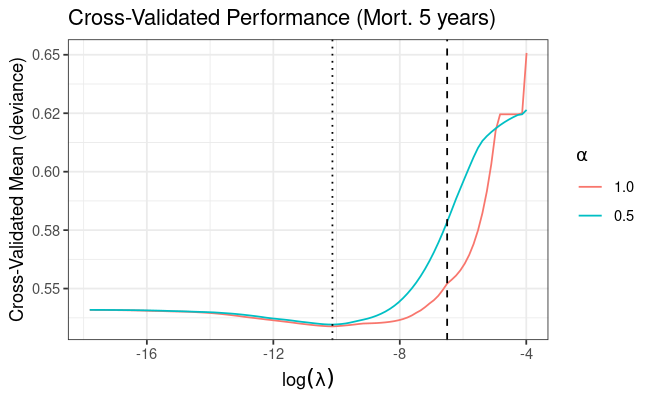 Cross-Validated Performance (Mort. 5 years)
Cross-Validated Mean (deviance)
0.65
0.62
0.60
0.58
0.55
-16
-12
-8
-4
log(λ)
α
1.0
0.5